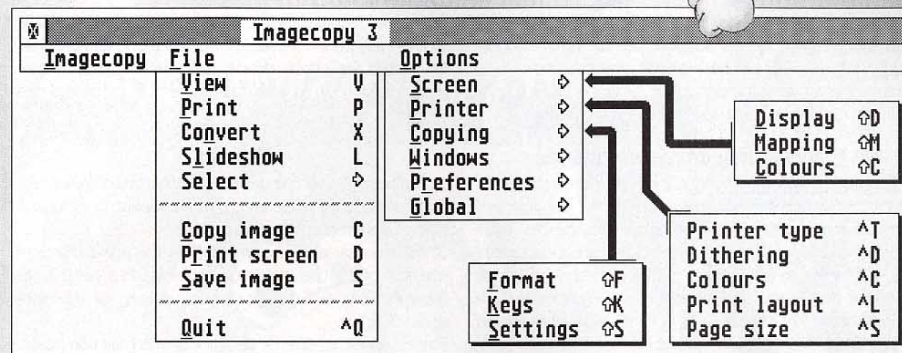 Imagecopy 3
Imagecopy File Options
View V
Print P
Convert X
Slideshow L
Select ◇
Copy image C
Print screen D
Save image S
Quit ^Q
Screen ◇
Printer ◇
Copying ◇
Windows ◇
Preferences ◇
Global ◇
Display ⇧D
Mapping ⇧M
Colours ⇧C
Format ⇧F
Keys ⇧K
Settings ⇧S
Printer type ^T
Dithering ^D
Colours ^C
Print layout ^L
Page size ^S